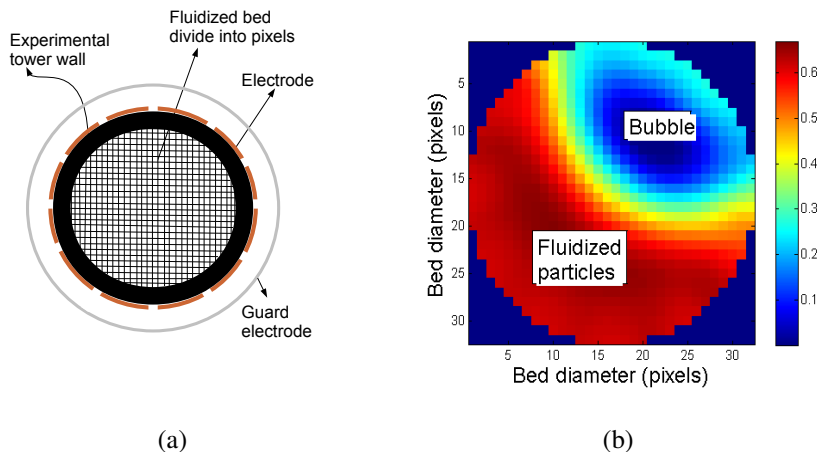 Fluidized bed
divide into pixels
Experimental
tower wall
Electrode
Guard
electrode
(a)
Bubble
Fluidized
particles
Bed diameter (pixels)
5
10
15
20
25
30
5
10
15
20
25
30
Bed diameter (pixels)
0.6
0.5
0.4
0.3
0.2
0.1
(b)